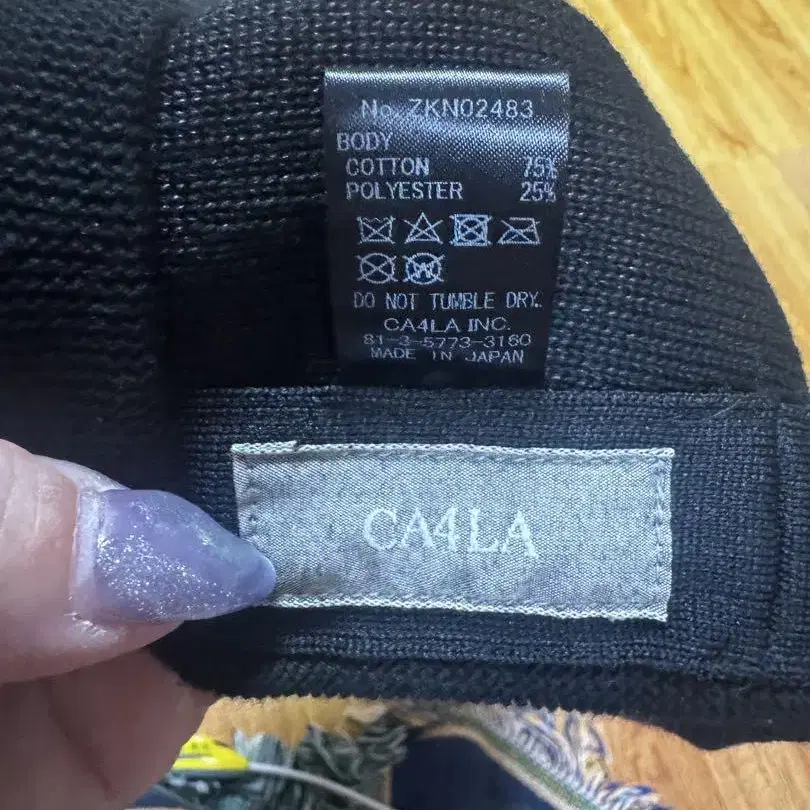 No. ZKN02483
BODY
COTTON 75%
POLYESTER 25%
DO NOT TUMBLE DRY.
CA4LA INC.
81-3-5773-3160
MADE IN JAPAN
CA4LA